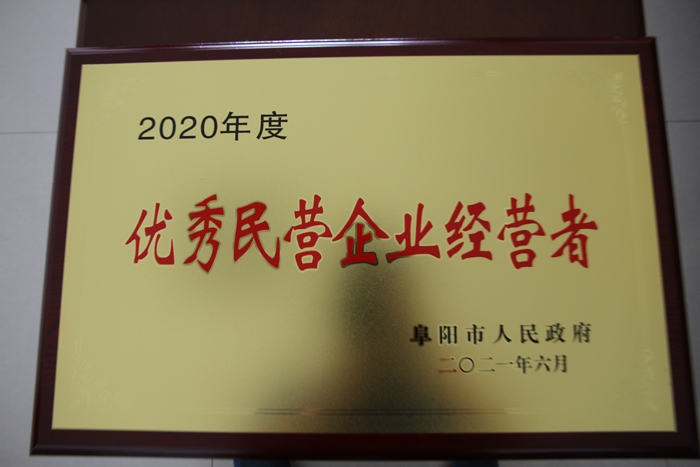 2020年度
优秀民营企业经营者
阜阳市人民政府
二〇二一年六月